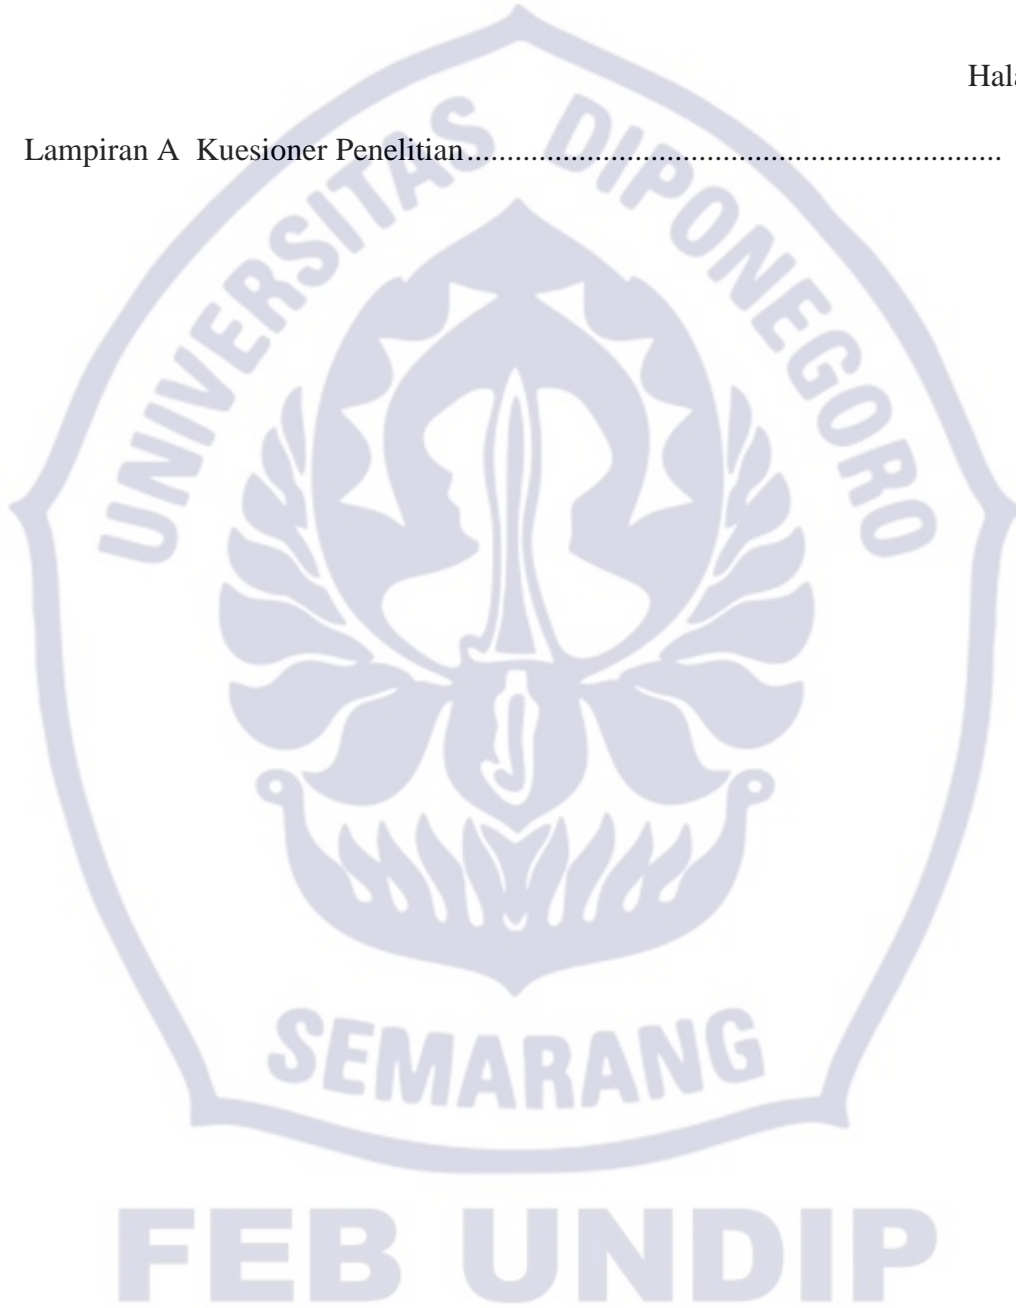 Hala
Lampiran A Kuesioner Penelitian..................................................................
UNIVERSITAS DIPONEGORO
SEMARANG
FEB UNDIP